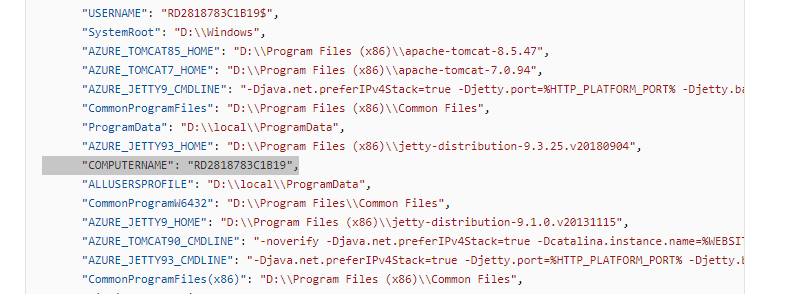 "USERNAME": "RD2818783C1B19$",
"SystemRoot": "D:\\Windows",
"AZURE_TOMCAT85_HOME": "D:\\Program Files (x86)\\apache-tomcat-8.5.47",
"AZURE_TOMCAT7_HOME": "D:\\Program Files (x86)\\apache-tomcat-7.0.94",
"AZURE_JETTY9_CMDLINE": "-Djava.net.preferIPv4Stack=true -Djetty.port=%HTTP_PLATFORM_PORT% -Djetty.ba
"CommonProgramFiles": "D:\\Program Files (x86)\\Common Files",
"ProgramData": "D:\\local\\ProgramData",
"AZURE_JETTY93_HOME": "D:\\Program Files (x86)\\jetty-distribution-9.3.25.v20180904",
"COMPUTERNAME": "RD2818783C1B19",
"ALLUSERSPROFILE": "D:\\local\\ProgramData",
"CommonProgramW6432": "D:\\Program Files\\Common Files",
"AZURE_JETTY9_HOME": "D:\\Program Files (x86)\\jetty-distribution-9.1.0.v20131115",
"AZURE_TOMCAT90_CMDLINE": "-noverify -Djava.net.preferIPv4Stack=true -Dcatalina.instance.name=%WEBSIT
"AZURE_JETTY93_CMDLINE": "-Djava.net.preferIPv4Stack=true -Djetty.port=%HTTP_PLATFORM_PORT% -Djetty.b
"CommonProgramFiles(x86)": "D:\\Program Files (x86)\\Common Files",